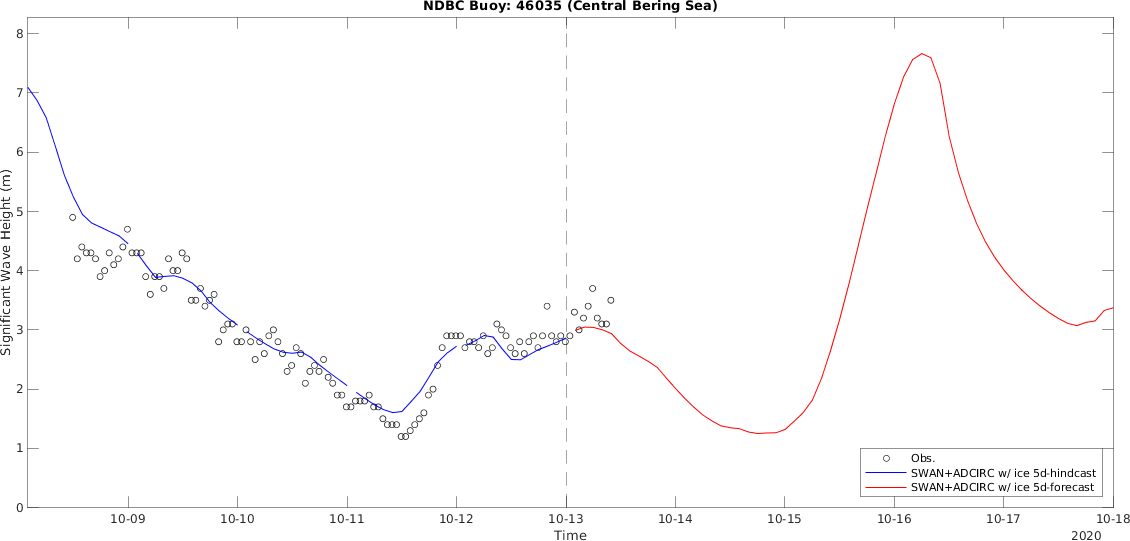 NDBC Buoy: 46035 (Central Bering Sea)
8
7
6
5
4
3
2
1
0
Significant Wave Height (m)
Obs.
SWAN+ADCIRC w/ ice 5d-hindcast
SWAN+ADCIRC w/ ice 5d-forecast
10-09 10-10 10-11 10-12 10-13 10-14 10-15 10-16 10-17 10-18
Time
2020